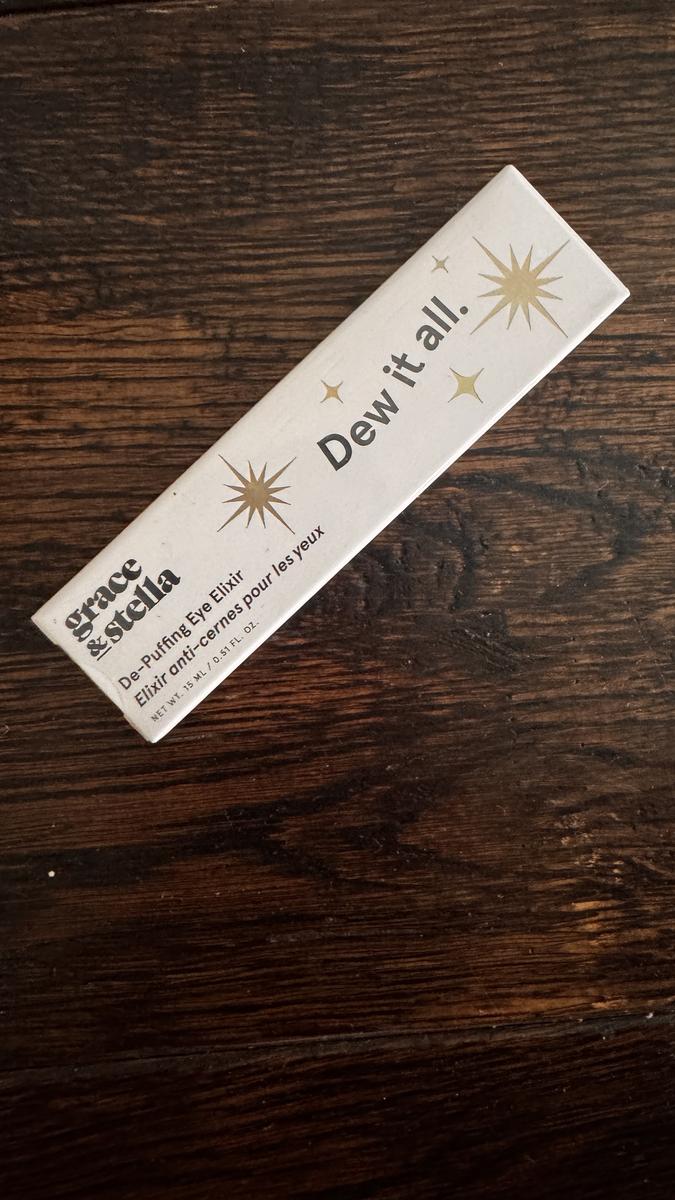 Dew it all.
grace
& stella
De-Puffing Eye Elixir
Elixir anti-cernes pour les yeux
NET WT. 15 ML / 0.51 FL. OZ.